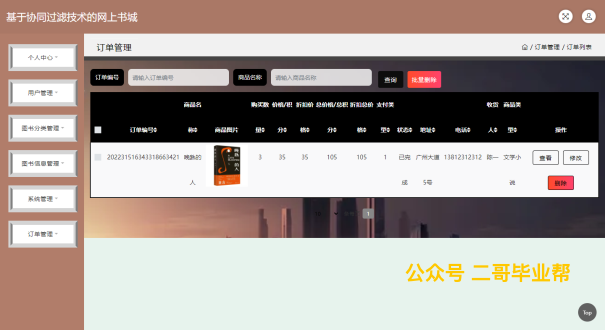 基于协同过滤技术的网上书城
个人中心
用户管理
图书分类管理
图书信息管理
系统管理
订单管理
订单管理
/ 订单管理 / 订单列表
订单编号 请输入订单编号 商品名称 请输入商品名称 查询 批量删除
订单编号 商品名称 商品图片 购买数量 价格/积分 折扣价格 总价格/总积分 折扣总价格 支付类型 状态 地址 电话 收货人 商品类型 操作
202231516343318663421 晚熟的人 3 35 35 105 105 1 已完成 广州大道5号 13812312312 陈一 文学小说 查看 修改
删除
1
公众号 二哥毕业帮
Top